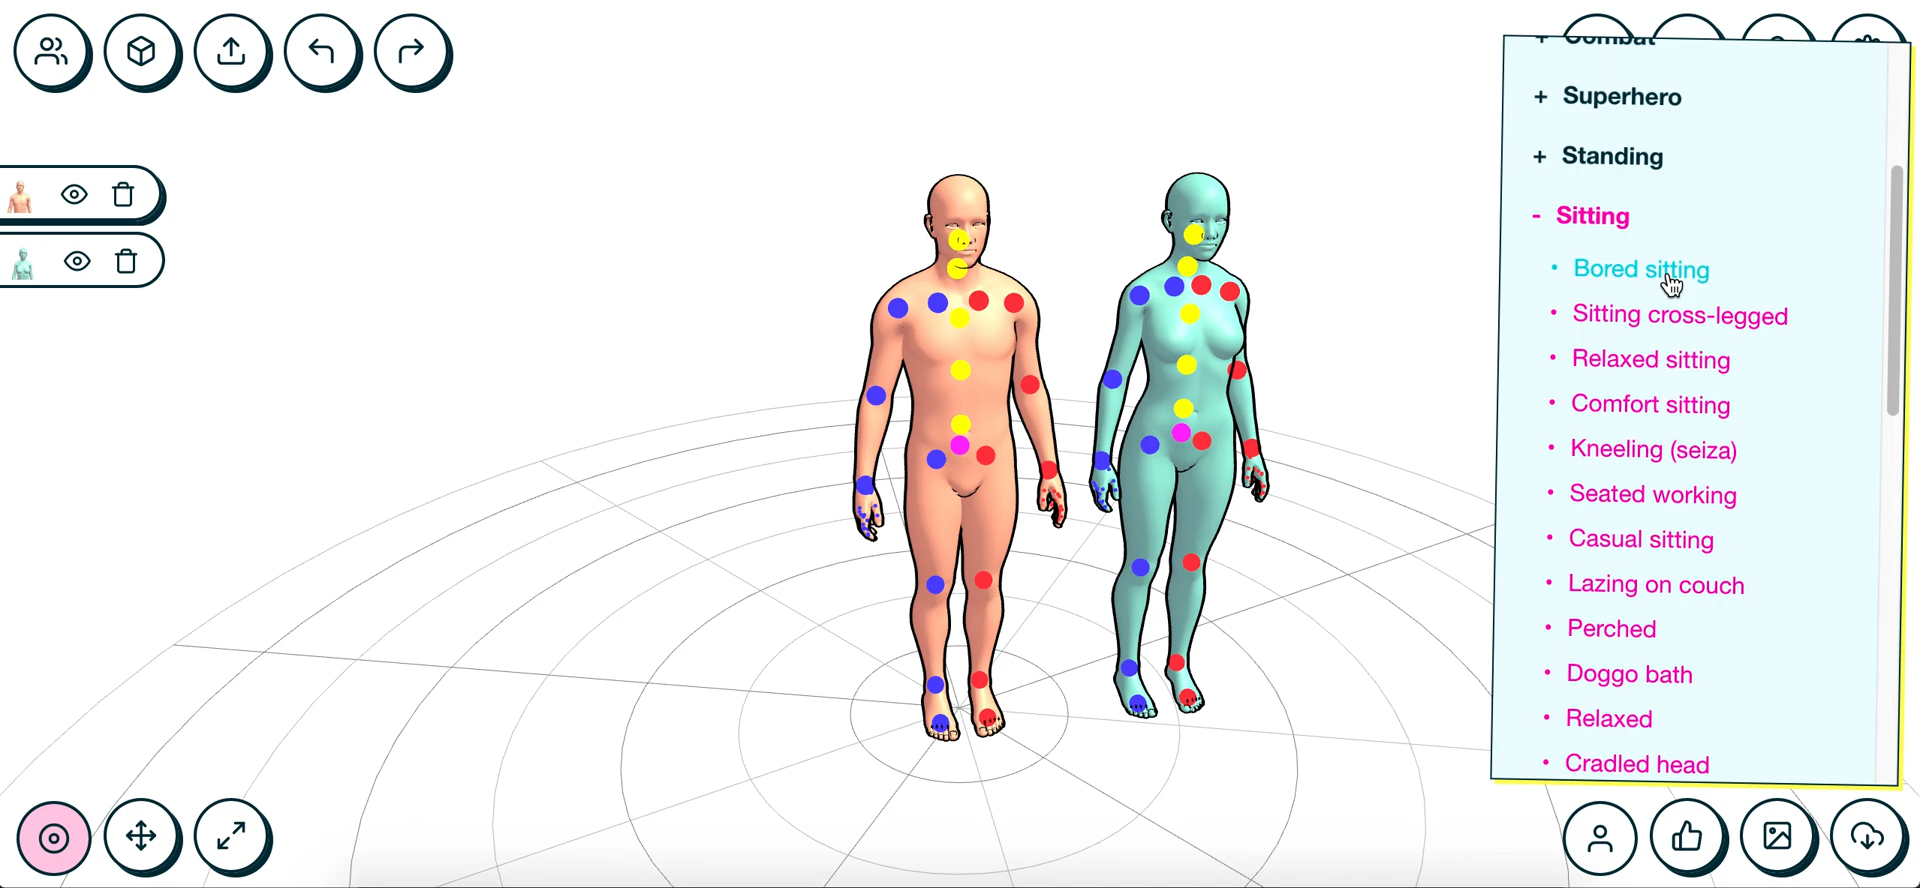 + Combat
+ Superhero
+ Standing
- Sitting
• Bored sitting
• Sitting cross-legged
• Relaxed sitting
• Comfort sitting
• Kneeling (seiza)
• Seated working
• Casual sitting
• Lazing on couch
• Perched
• Doggo bath
• Relaxed
• Cradled head